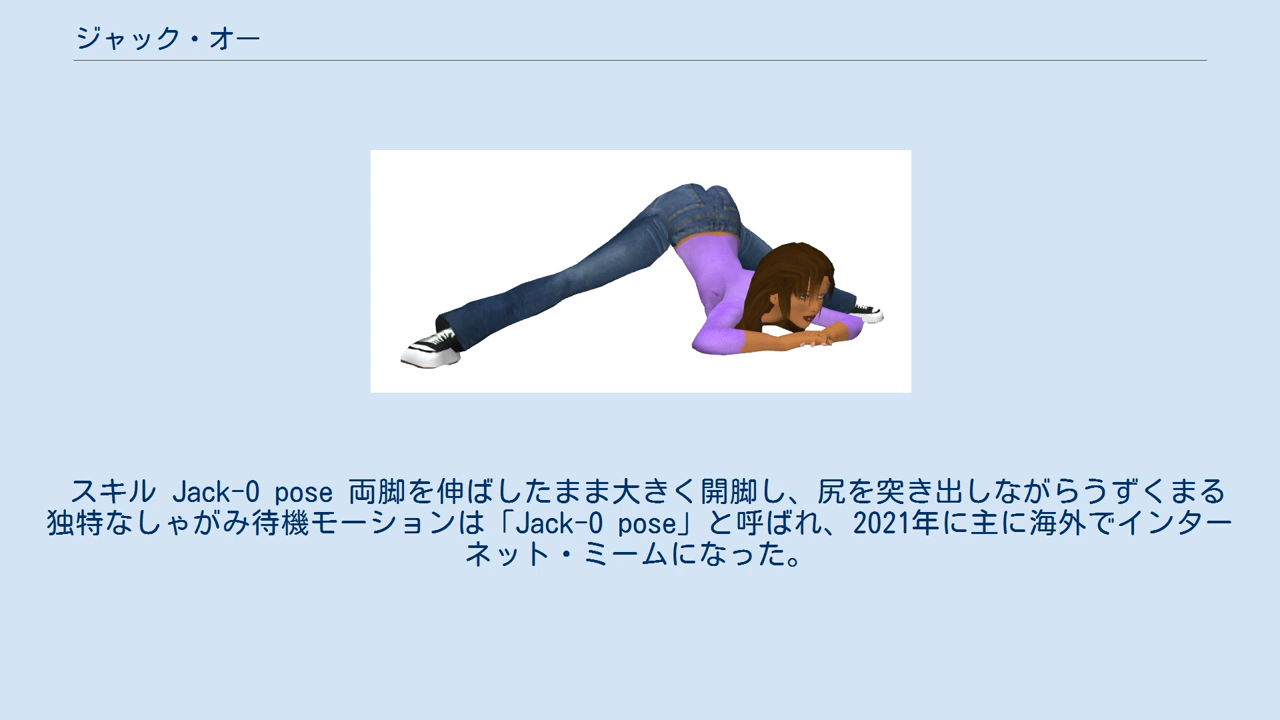 ジャック・オー
スキル Jack-O pose 両脚を伸ばしたまま大きく開脚し、尻を突き出しながらうずくまる
独特なしゃがみ待機モーションは「Jack-O pose」と呼ばれ、2021年に主に海外でインター
ネット・ミームになった。